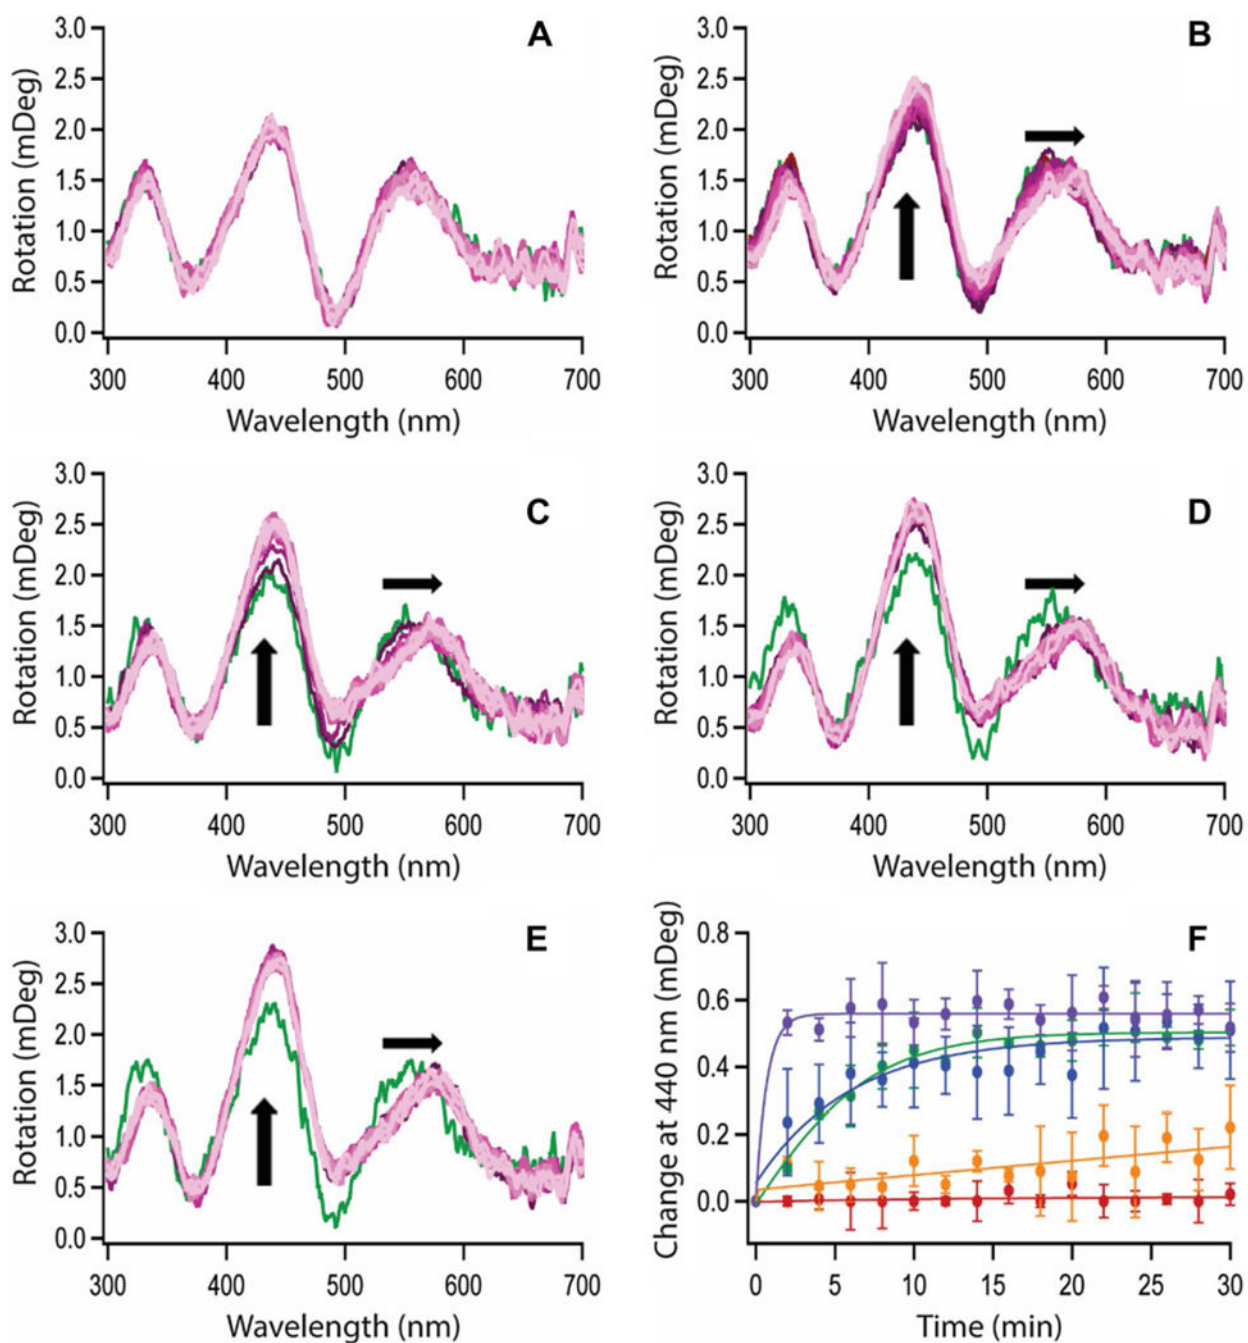 A
Rotation (mDeg)
3.0
2.5
2.0
1.5
1.0
0.5
0.0
300 400 500 600 700
Wavelength (nm)
B
Rotation (mDeg)
3.0
2.5
2.0
1.5
1.0
0.5
0.0
300 400 500 600 700
Wavelength (nm)
C
Rotation (mDeg)
3.0
2.5
2.0
1.5
1.0
0.5
0.0
300 400 500 600 700
Wavelength (nm)
D
Rotation (mDeg)
3.0
2.5
2.0
1.5
1.0
0.5
0.0
300 400 500 600 700
Wavelength (nm)
E
Rotation (mDeg)
3.0
2.5
2.0
1.5
1.0
0.5
0.0
300 400 500 600 700
Wavelength (nm)
F
Change at 440 nm (mDeg)
0.8
0.6
0.4
0.2
0.0
0 5 10 15 20 25 30
Time (min)